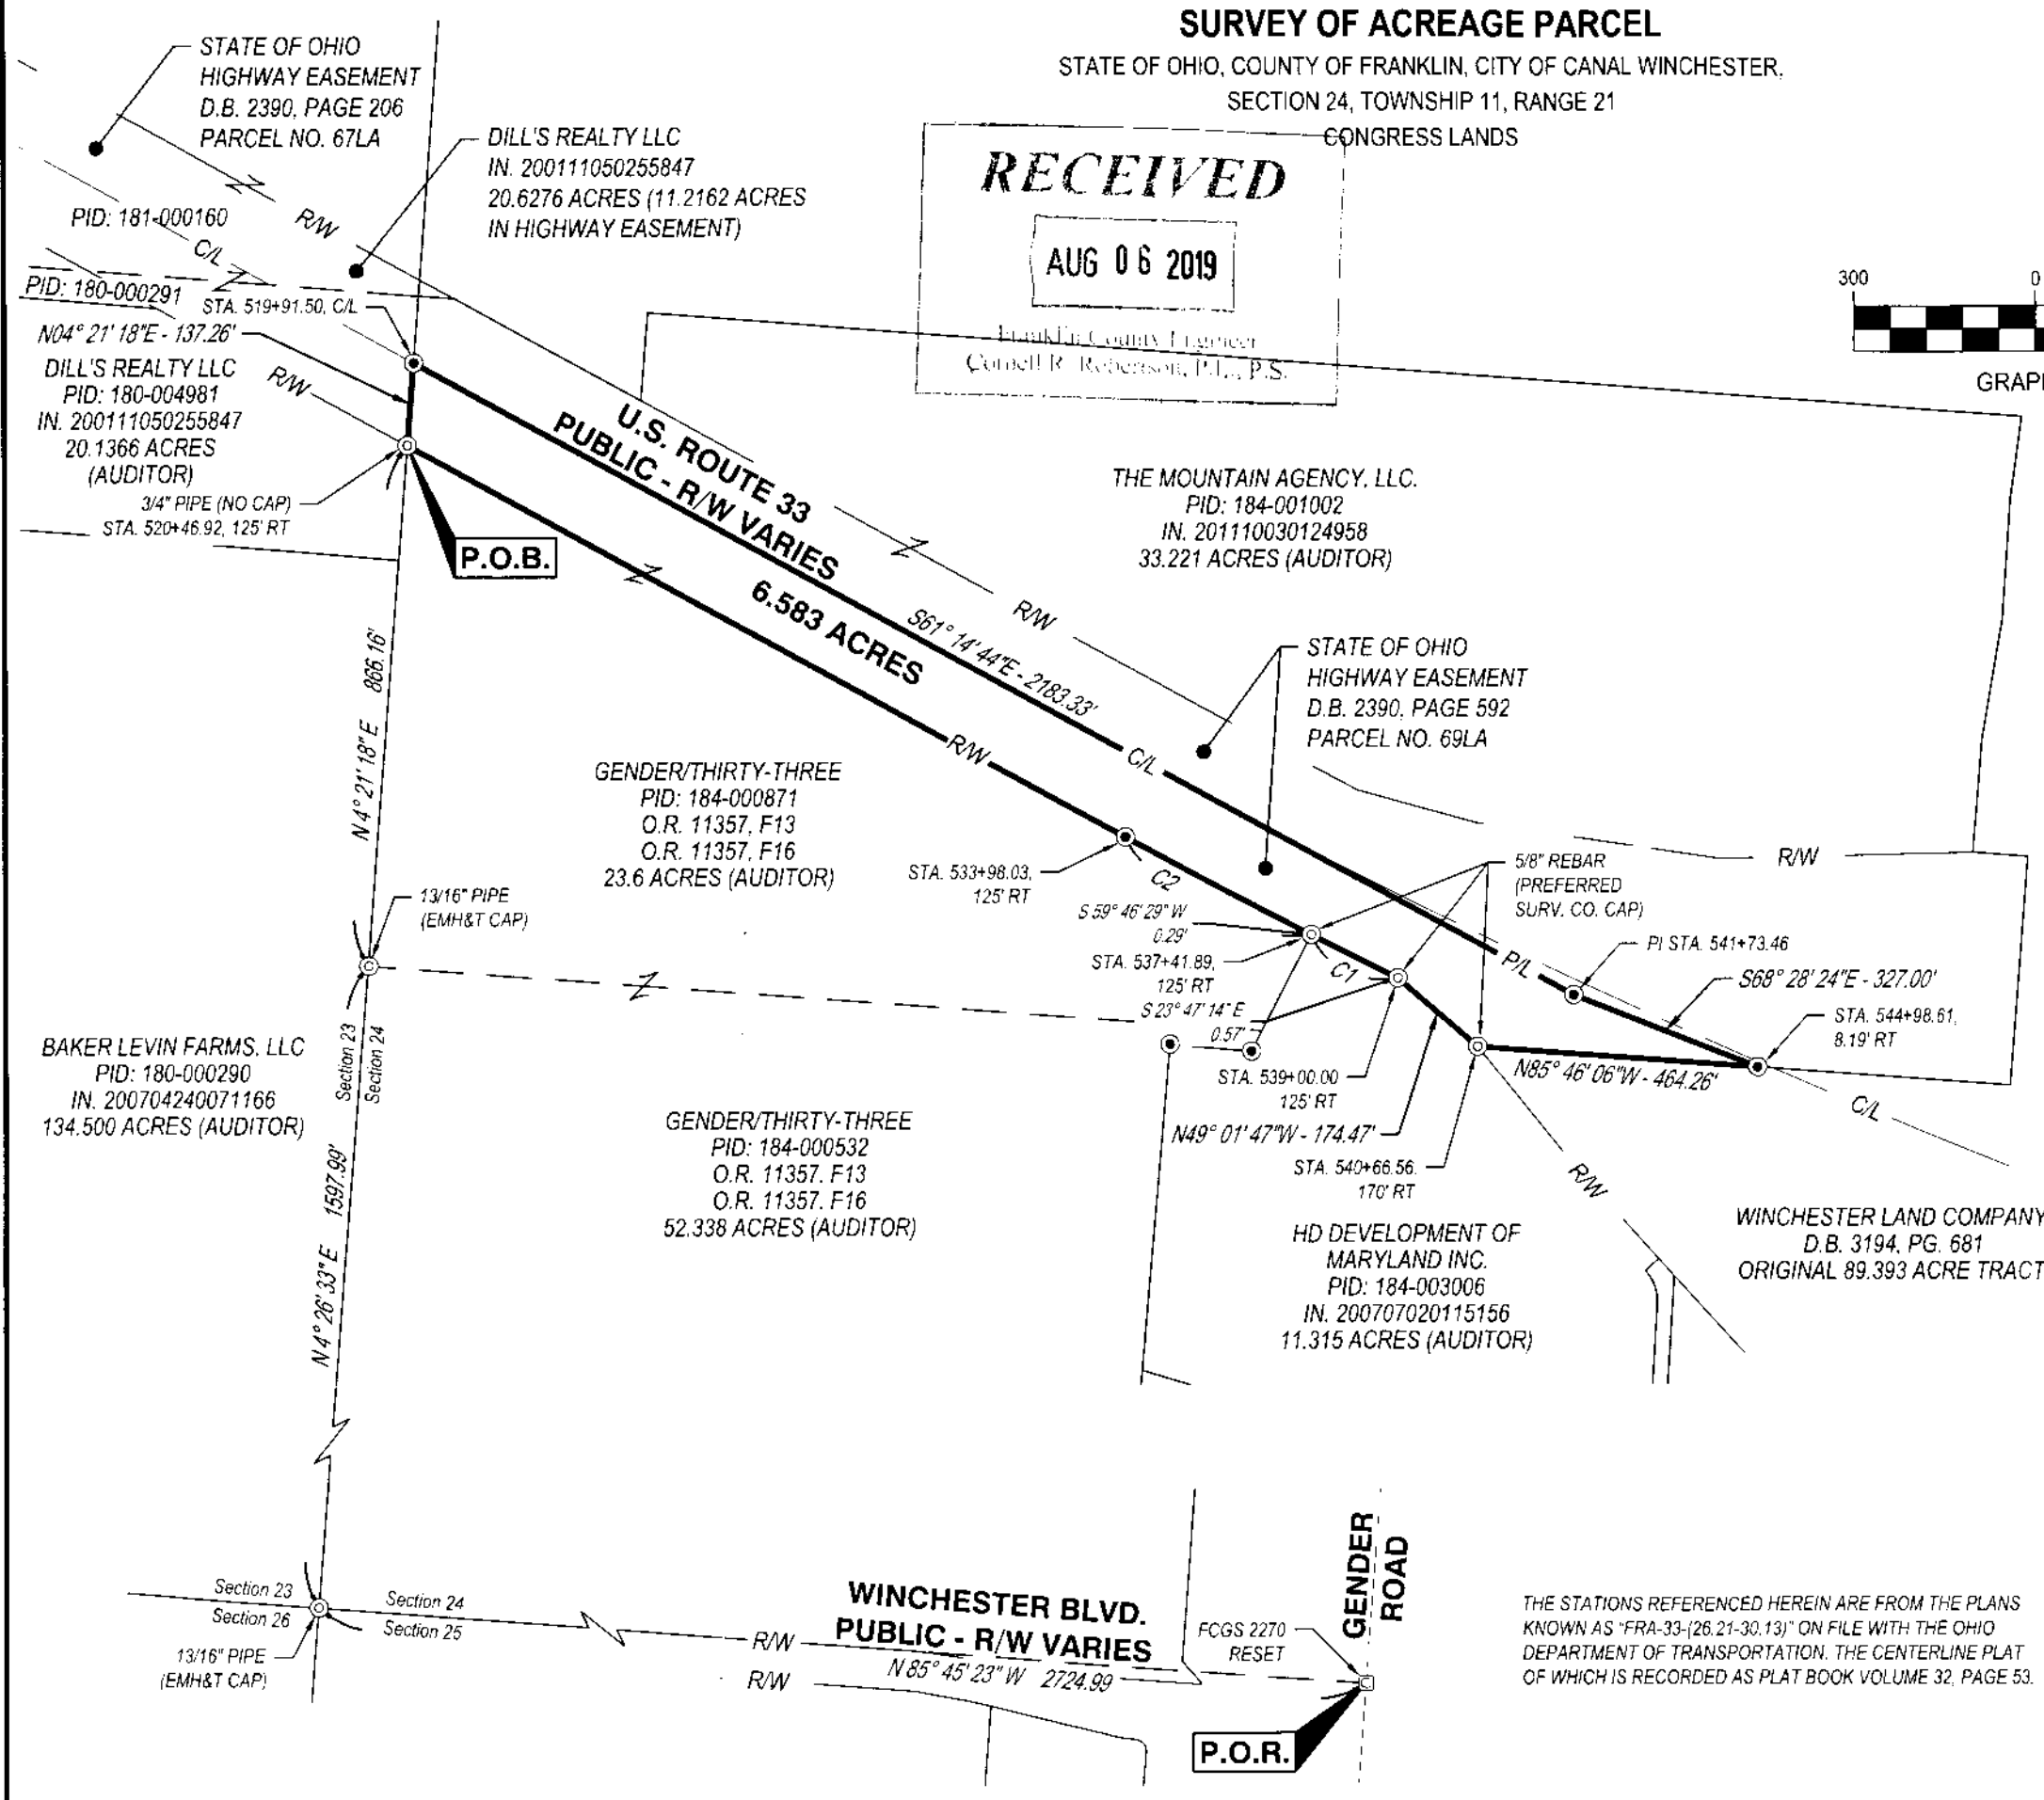 SURVEY OF ACREAGE PARCEL
STATE OF OHIO, COUNTY OF FRANKLIN, CITY OF CANAL WINCHESTER,
SECTION 24, TOWNSHIP 11, RANGE 21
CONGRESS LANDS
STATE OF OHIO
HIGHWAY EASEMENT
D.B. 2390, PAGE 206
PARCEL NO. 67LA
DILL'S REALTY LLC
IN. 200111050255847
20.6276 ACRES (11.2162 ACRES
IN HIGHWAY EASEMENT)
RECEIVED
AUG 06 2019
Franklin County Engineer
Cornell R. Robertson, P.E., P.S.
300
0
GRAPI
PID: 181-000160
R/W
C/L
PID: 180-000291
STA. 519+91.50, C/L
N04° 21' 18"E - 137.26'
DILL'S REALTY LLC
PID: 180-004981
IN. 200111050255847
20.1366 ACRES
(AUDITOR)
R/W
3/4" PIPE (NO CAP)
STA. 520+46.92, 125' RT
P.O.B.
U.S. ROUTE 33
PUBLIC - R/W VARIES
6.583 ACRES
S61° 14' 44"E - 2183.33'
R/W
THE MOUNTAIN AGENCY, LLC.
PID: 184-001002
IN. 201110030124958
33.221 ACRES (AUDITOR)
STATE OF OHIO
HIGHWAY EASEMENT
D.B. 2390, PAGE 592
PARCEL NO. 69LA
N 4° 21' 18" E 866.16'
R/W
C/L
GENDER/THIRTY-THREE
PID: 184-000871
O.R. 11357, F13
O.R. 11357, F16
23.6 ACRES (AUDITOR)
STA. 533+98.03,
125' RT
C2
5/8" REBAR
(PREFERRED
SURV. CO. CAP)
R/W
13/16" PIPE
(EMH&T CAP)
S 59° 46' 29" W
0.29'
STA. 537+41.89,
125' RT
C1
P/L
PI STA. 541+73.46
S68° 28' 24"E - 327.00'
STA. 544+98.61,
8.19' RT
S 23° 47' 14" E
0.57'
STA. 539+00.00
125' RT
N85° 46' 06"W - 464.26'
C/L
N49° 01' 47"W - 174.47'
STA. 540+66.56,
170' RT
R/W
BAKER LEVIN FARMS, LLC
PID: 180-000290
IN. 200704240071166
134.500 ACRES (AUDITOR)
Section 23
Section 24
GENDER/THIRTY-THREE
PID: 184-000532
O.R. 11357. F13
O.R. 11357. F16
52.338 ACRES (AUDITOR)
N 4° 26' 33" E 1597.99'
HD DEVELOPMENT OF
MARYLAND INC.
PID: 184-003006
IN. 200707020115156
11.315 ACRES (AUDITOR)
WINCHESTER LAND COMPANY
D.B. 3194, PG. 681
ORIGINAL 89.393 ACRE TRACT
Section 23
Section 24
Section 26
Section 25
13/16" PIPE
(EMH&T CAP)
WINCHESTER BLVD.
PUBLIC - R/W VARIES
R/W
R/W
N 85° 45' 23" W 2724.99
FCGS 2270
RESET
GENDER
ROAD
P.O.R.
THE STATIONS REFERENCED HEREIN ARE FROM THE PLANS
KNOWN AS "FRA-33-(26.21-30.13)" ON FILE WITH THE OHIO
DEPARTMENT OF TRANSPORTATION. THE CENTERLINE PLAT
OF WHICH IS RECORDED AS PLAT BOOK VOLUME 32, PAGE 53.